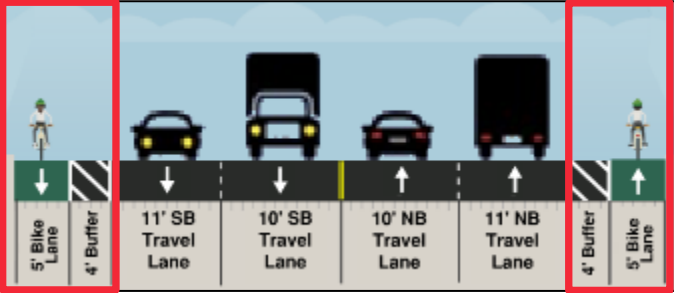 5' Bike
Lane
4' Buffer
11' SB
Travel
Lane
10' SB
Travel
Lane
10' NB
Travel
Lane
11' NB
Travel
Lane
4' Buffer
5' Bike
Lane